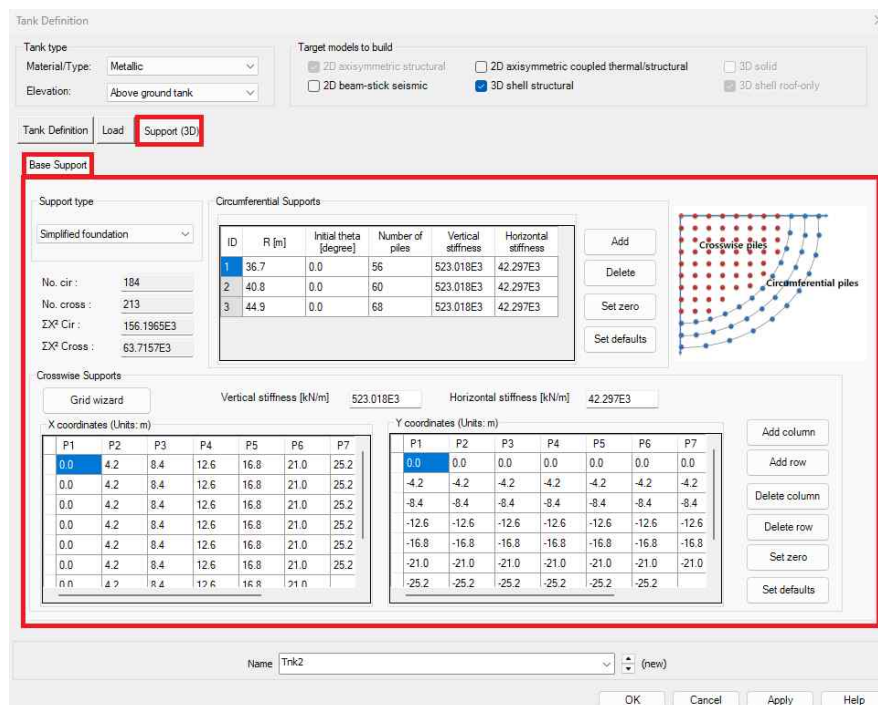 Tank Definition
Tank type
Material/Type: Metallic
Elevation: Above ground tank
Target models to build
2D axisymmetric structural 2D axisymmetric coupled thermal/structural 3D solid
2D beam-stick seismic 3D shell structural 3D shell roof-only
Tank Definition Load Support (3D)
Base Support
Support type
Simplified foundation
No. cir : 184
No. cross : 213
ΣX² Cir : 156.1965E3
ΣX² Cross : 63.7157E3
Circumferential Supports
ID R [m] Initial theta [degree] Number of piles Vertical stiffness Horizontal stiffness
1 36.7 0.0 56 523.018E3 42.297E3
2 40.8 0.0 60 523.018E3 42.297E3
3 44.9 0.0 68 523.018E3 42.297E3
Add
Delete
Set zero
Set defaults
Crosswise piles
Circumferential piles
Crosswise Supports
Grid wizard Vertical stiffness [kN/m] 523.018E3 Horizontal stiffness [kN/m] 42.297E3
X coordinates (Units: m)
P1 P2 P3 P4 P5 P6 P7
0.0 4.2 8.4 12.6 16.8 21.0 25.2
0.0 4.2 8.4 12.6 16.8 21.0 25.2
0.0 4.2 8.4 12.6 16.8 21.0 25.2
0.0 4.2 8.4 12.6 16.8 21.0 25.2
0.0 4.2 8.4 12.6 16.8 21.0 25.2
0.0 4.2 8.4 12.6 16.8 21.0 25.2
0.0 4.2 8.4 12.6 16.8 21.0
Y coordinates (Units: m)
P1 P2 P3 P4 P5 P6 P7
0.0 0.0 0.0 0.0 0.0 0.0 0.0
-4.2 -4.2 -4.2 -4.2 -4.2 -4.2 -4.2
-8.4 -8.4 -8.4 -8.4 -8.4 -8.4 -8.4
-12.6 -12.6 -12.6 -12.6 -12.6 -12.6 -12.6
-16.8 -16.8 -16.8 -16.8 -16.8 -16.8 -16.8
-21.0 -21.0 -21.0 -21.0 -21.0 -21.0 -21.0
-25.2 -25.2 -25.2 -25.2 -25.2 -25.2
Add column
Add row
Delete column
Delete row
Set zero
Set defaults
Name Tnk2 (new)
OK Cancel Apply Help